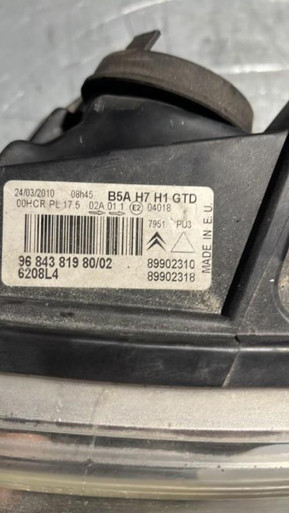 24/03/2010 08h45 B5A H7 H1 GTD
00HCR PL 17.5 02A 01 1 E2 04018
7951 PU3
96 843 819 80/02 89902310
6208L4 89902318
MADE IN E.U.